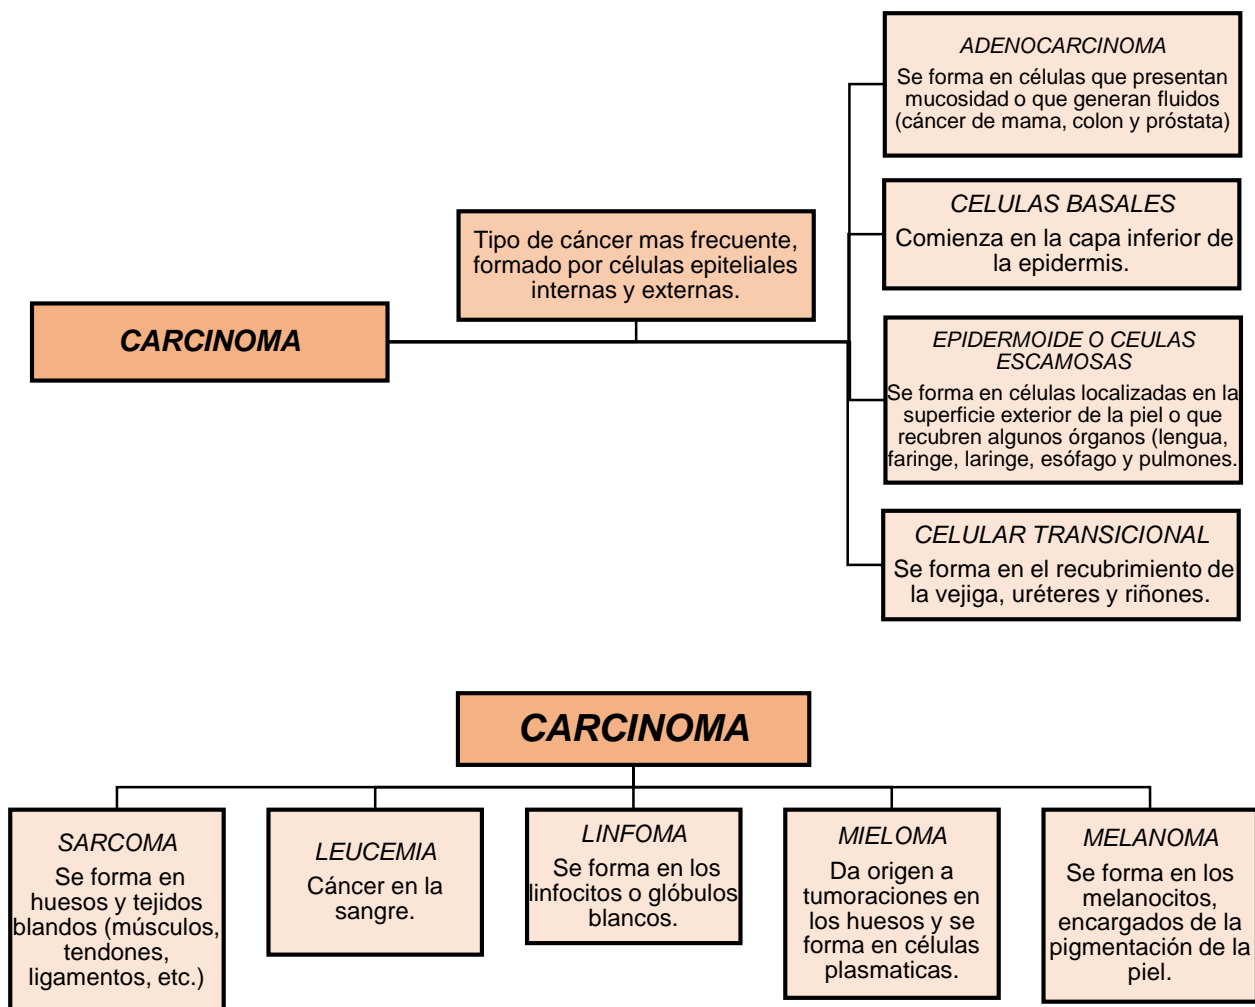 CARCINOMA
Tipo de cáncer mas frecuente,
formado por células epiteliales
internas y externas.
ADENOCARCINOMA
Se forma en células que presentan
mucosidad o que generan fluidos
(cáncer de mama, colon y próstata)
CELULAS BASALES
Comienza en la capa inferior de
la epidermis.
EPIDERMOIDE O CEULAS
ESCAMOSAS
Se forma en células localizadas en la
superficie exterior de la piel o que
recubren algunos órganos (lengua,
faringe, laringe, esófago y pulmones.
CELULAR TRANSICIONAL
Se forma en el recubrimiento de
la vejiga, uréteres y riñones.
CARCINOMA
SARCOMA
Se forma en
huesos y tejidos
blandos (músculos,
tendones,
ligamentos, etc.)
LEUCEMIA
Cáncer en la
sangre.
LINFOMA
Se forma en los
linfocitos o glóbulos
blancos.
MIELOMA
Da origen a
tumoraciones en
los huesos y se
forma en células
plasmaticas.
MELANOMA
Se forma en los
melanocitos,
encargados de la
pigmentación de la
piel.